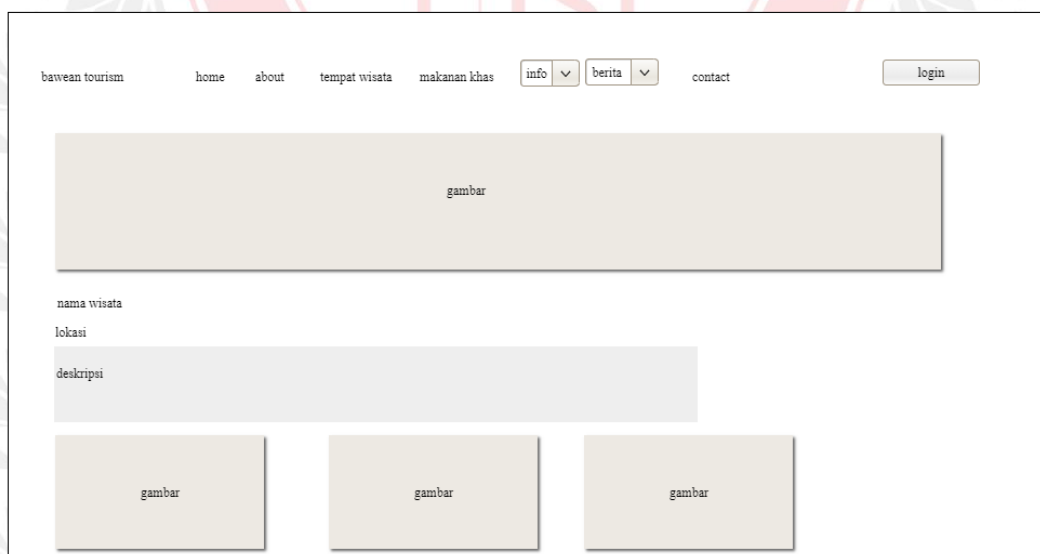 bawean tourism home about tempat wisata makanan khas info berita contact login
gambar
nama wisata
lokasi
deskripsi
gambar gambar gambar